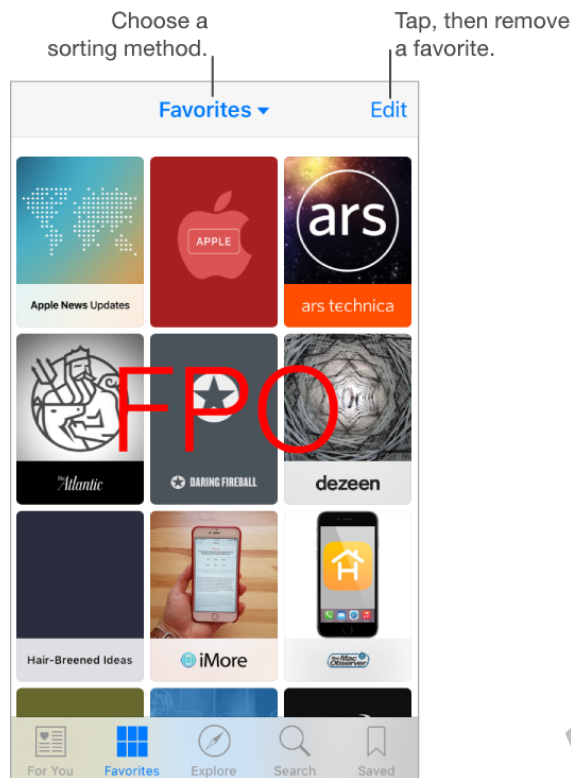 Choose a
sorting method.
Tap, then remove
a favorite.
Favorites
Edit
APPLE
ars
Apple News Updates
ars technica
FPO
The Atlantic
DARING FIREBALL
dezeen
Hair-Breened Ideas
iMore
the Mac Observer
For You
Favorites
Explore
Search
Saved